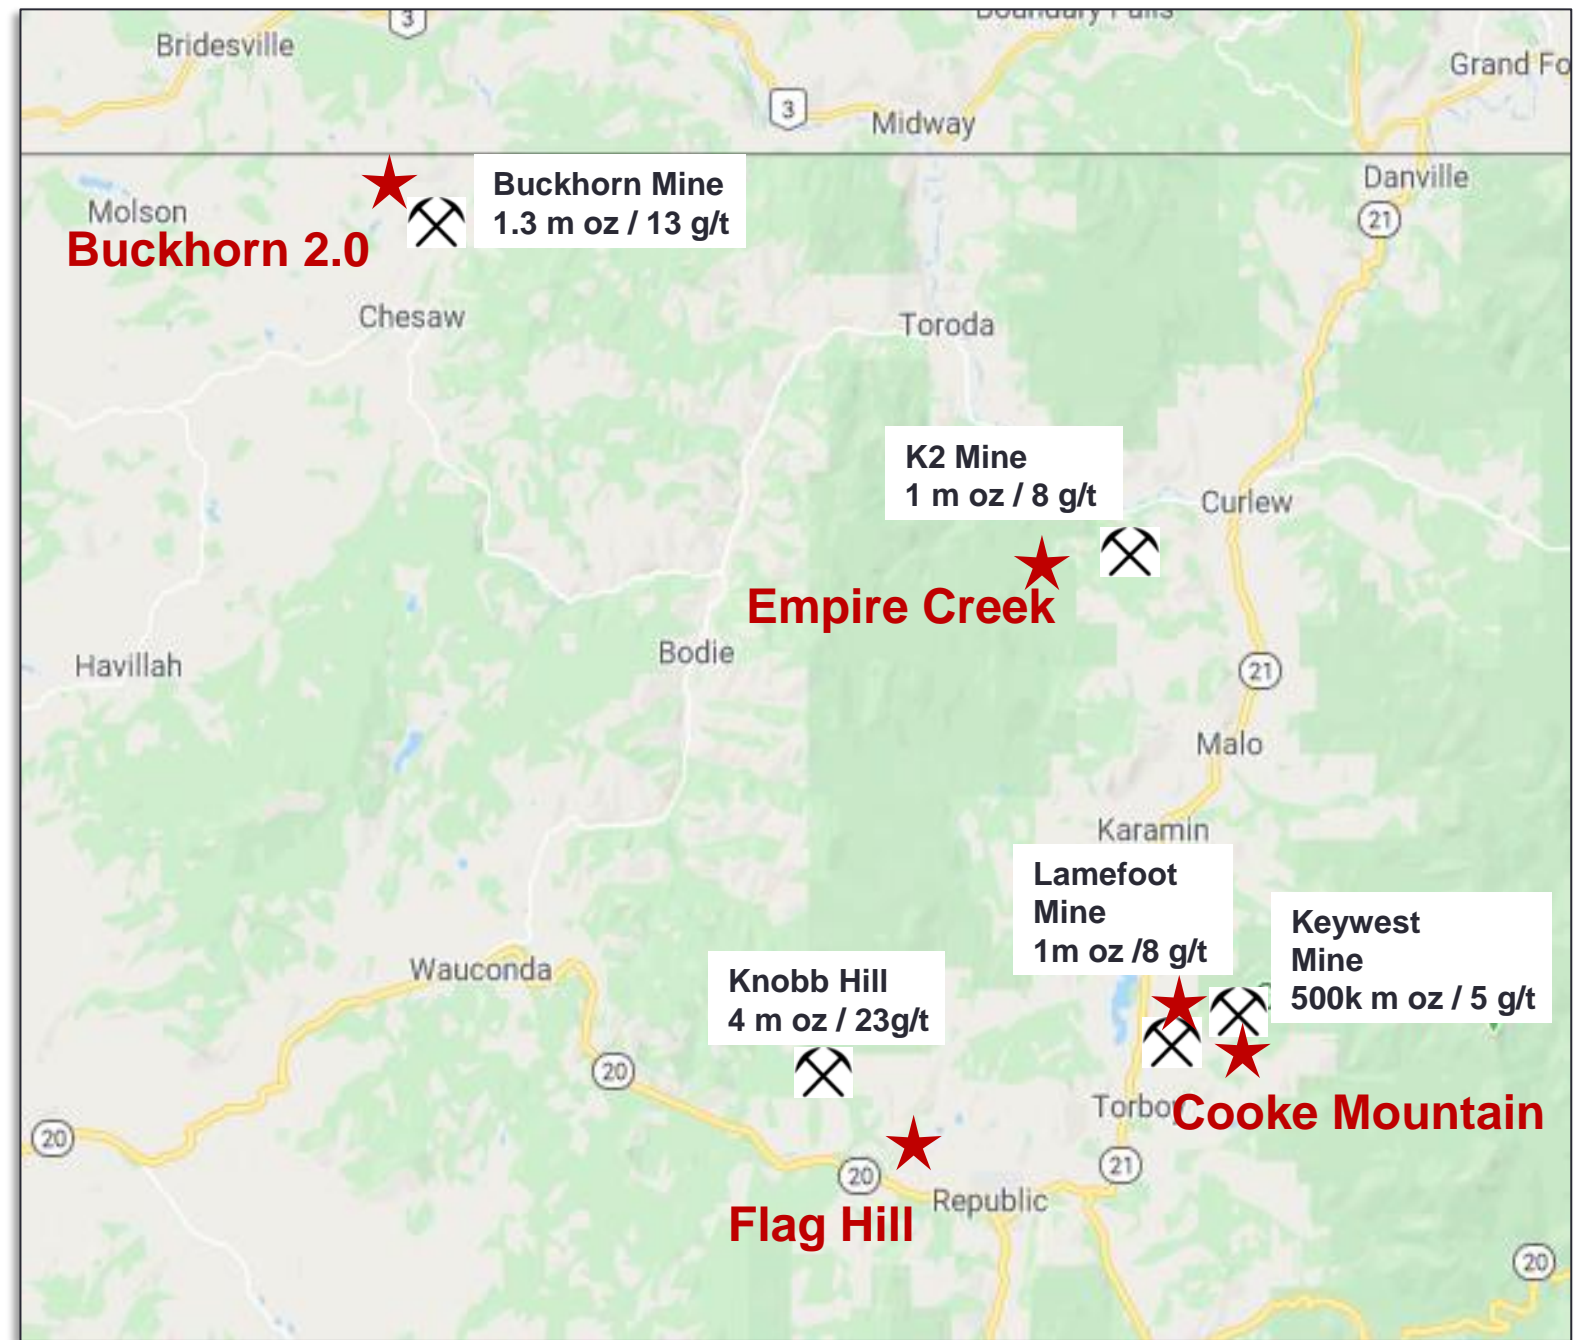 3
Boundary Falls
Bridesville
Grand Fo
3
Midway
Danville
Buckhorn Mine
1.3 m oz / 13 g/t
Molson
21
Buckhorn 2.0
Chesaw
Toroda
K2 Mine
1 m oz / 8 g/t
Curlew
Empire Creek
Bodie
Havillah
21
Malo
Karamin
Lamefoot
Mine
1m oz /8 g/t
Keywest
Mine
500k m oz / 5 g/t
Wauconda
Knobb Hill
4 m oz / 23g/t
20
Torboy
Cooke Mountain
20
21
20
Republic
Flag Hill
20